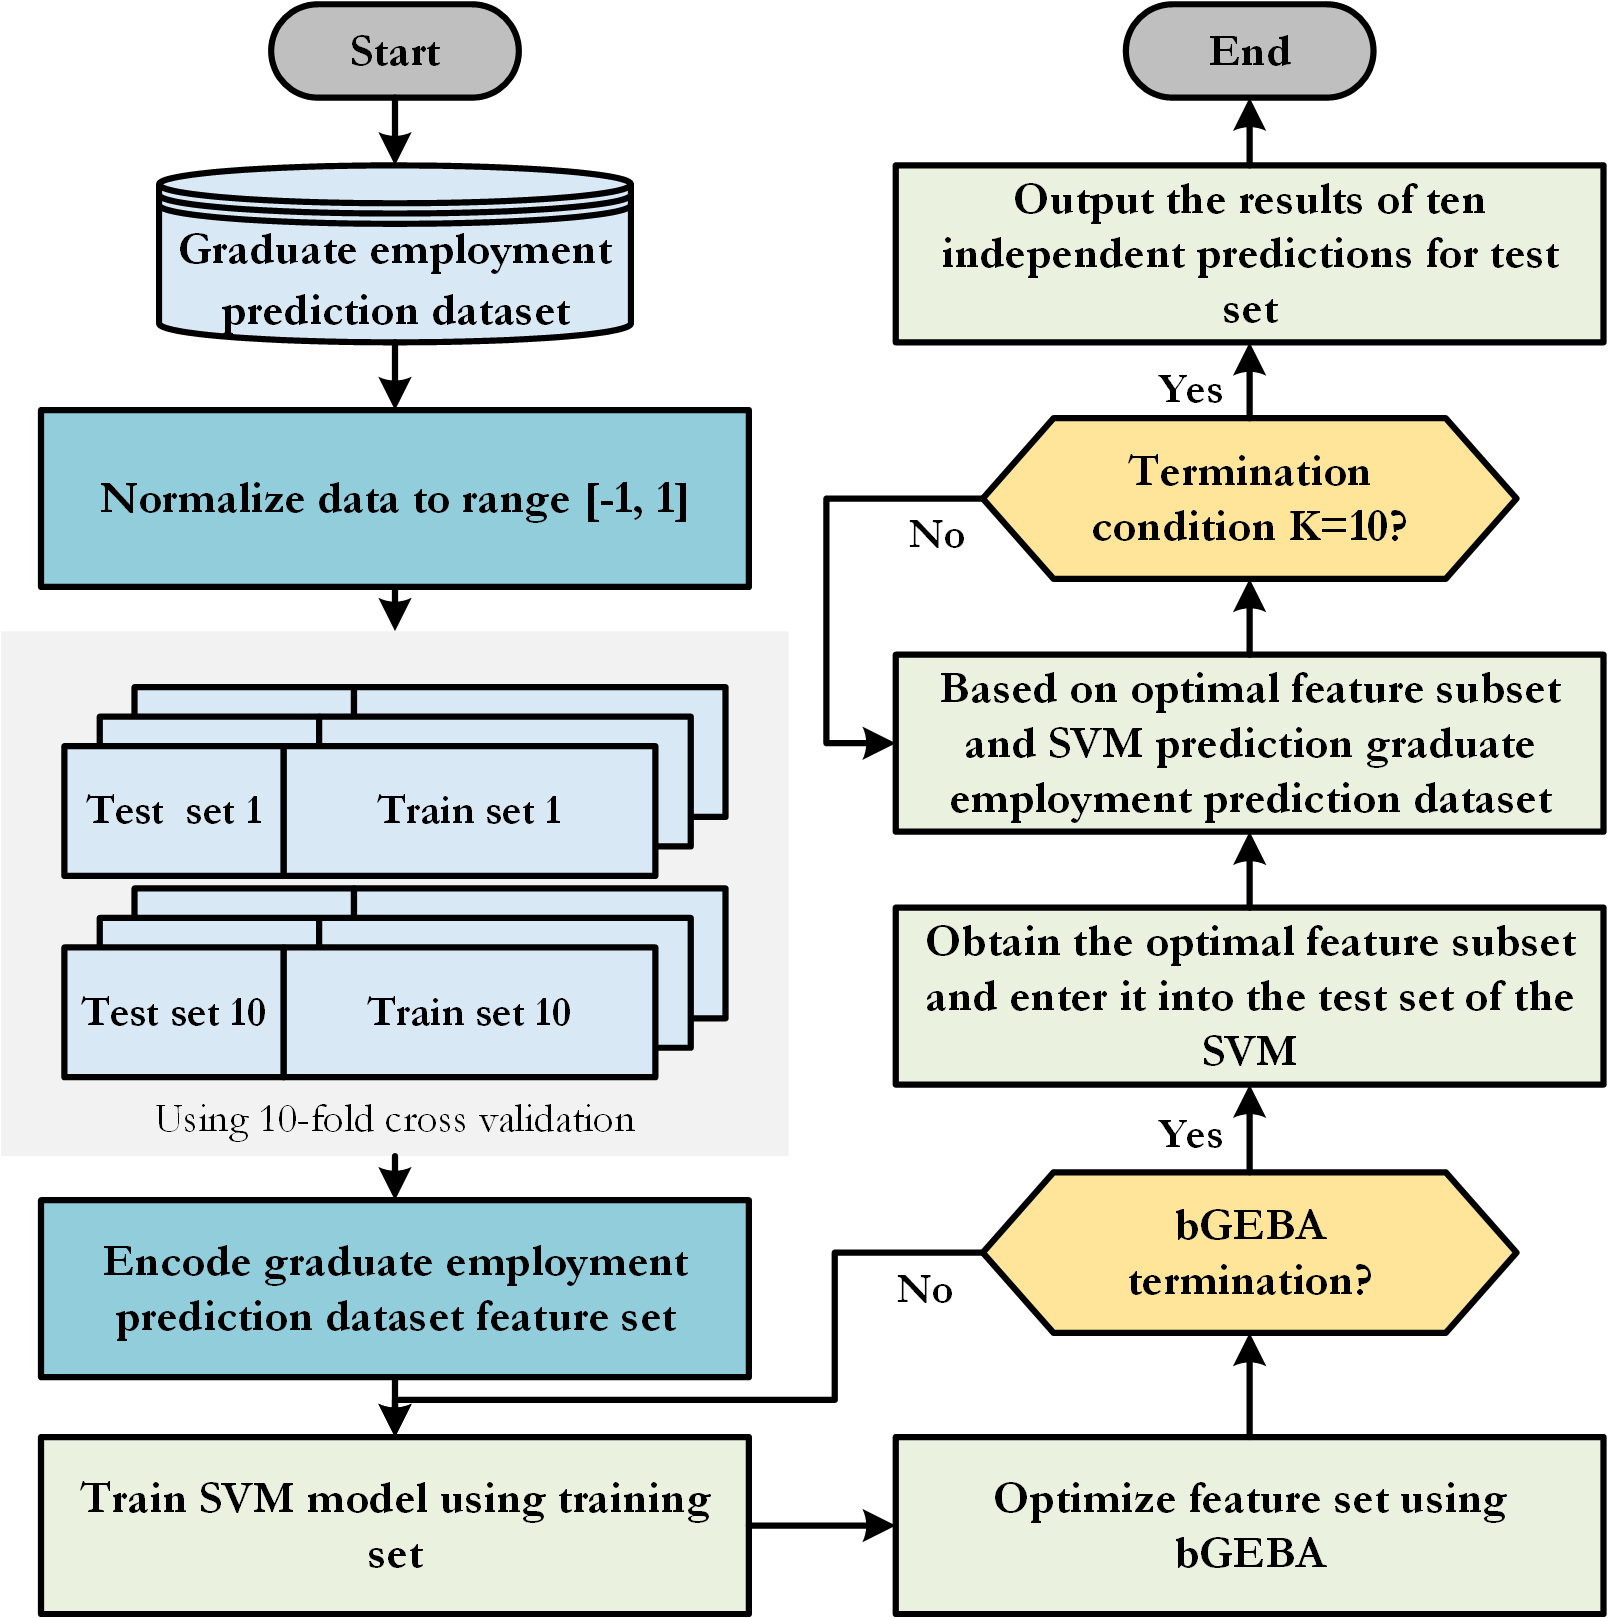 Start
Graduate employment
prediction dataset
Normalize data to range [-1, 1]
Test  set 1
Train set 1
Test set 10
Train set 10
Using 10-fold cross validation
Encode graduate employment
prediction dataset feature set
Train SVM model using training
set
Optimize feature set using
bGEBA
bGEBA
termination?
No
Yes
Obtain the optimal feature subset
and enter it into the test set of the
SVM
Based on optimal feature subset
and SVM prediction graduate
employment prediction dataset
Termination
condition K=10?
No
Yes
Output the results of ten
independent predictions for test
set
End